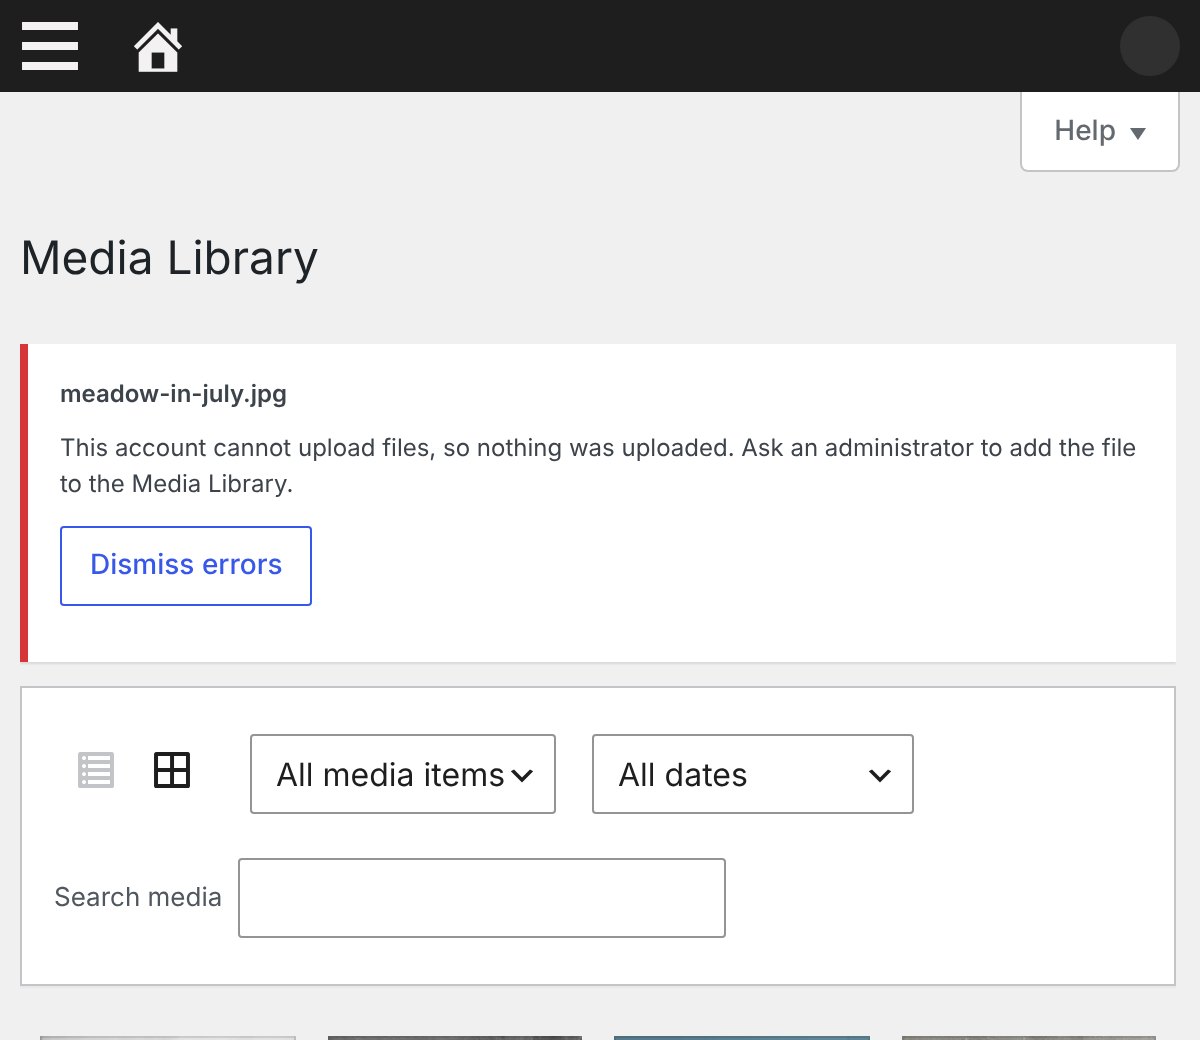 Help
Media Library
meadow-in-july.jpg
This account cannot upload files, so nothing was uploaded. Ask an administrator to add the file
to the Media Library.
Dismiss errors
All media items
All dates
Search media